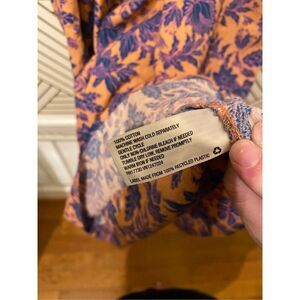 100% COTTON
MACHINE WASH COLD SEPARATELY
GENTLE CYCLE
ONLY NON-CHLORINE BLEACH IF NEEDED
TUMBLE DRY LOW. REMOVE PROMPTLY
WARM IRON IF NEEDED
LABEL MADE FROM 100% RECYCLED PLASTIC